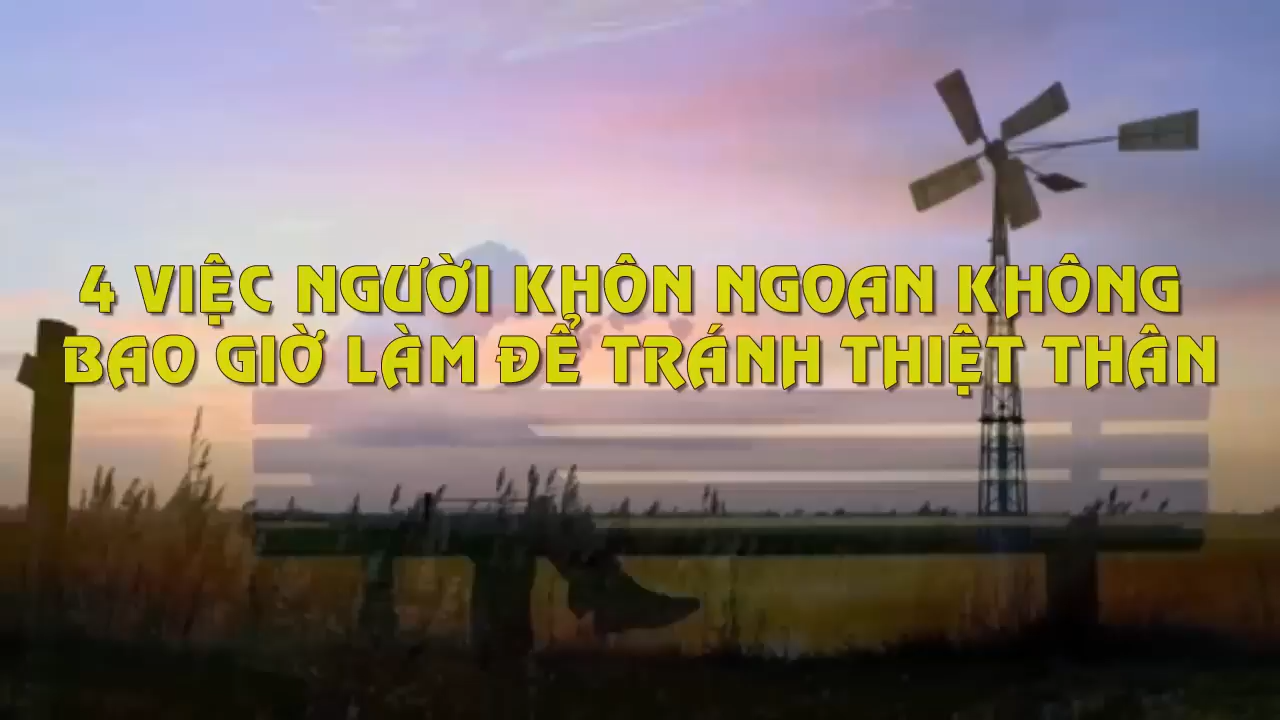 4 VIỆC NGƯỜI KHÔN NGOAN KHÔNG
BAO GIỜ LÀM ĐỂ TRÁNH THIỆT THÂN